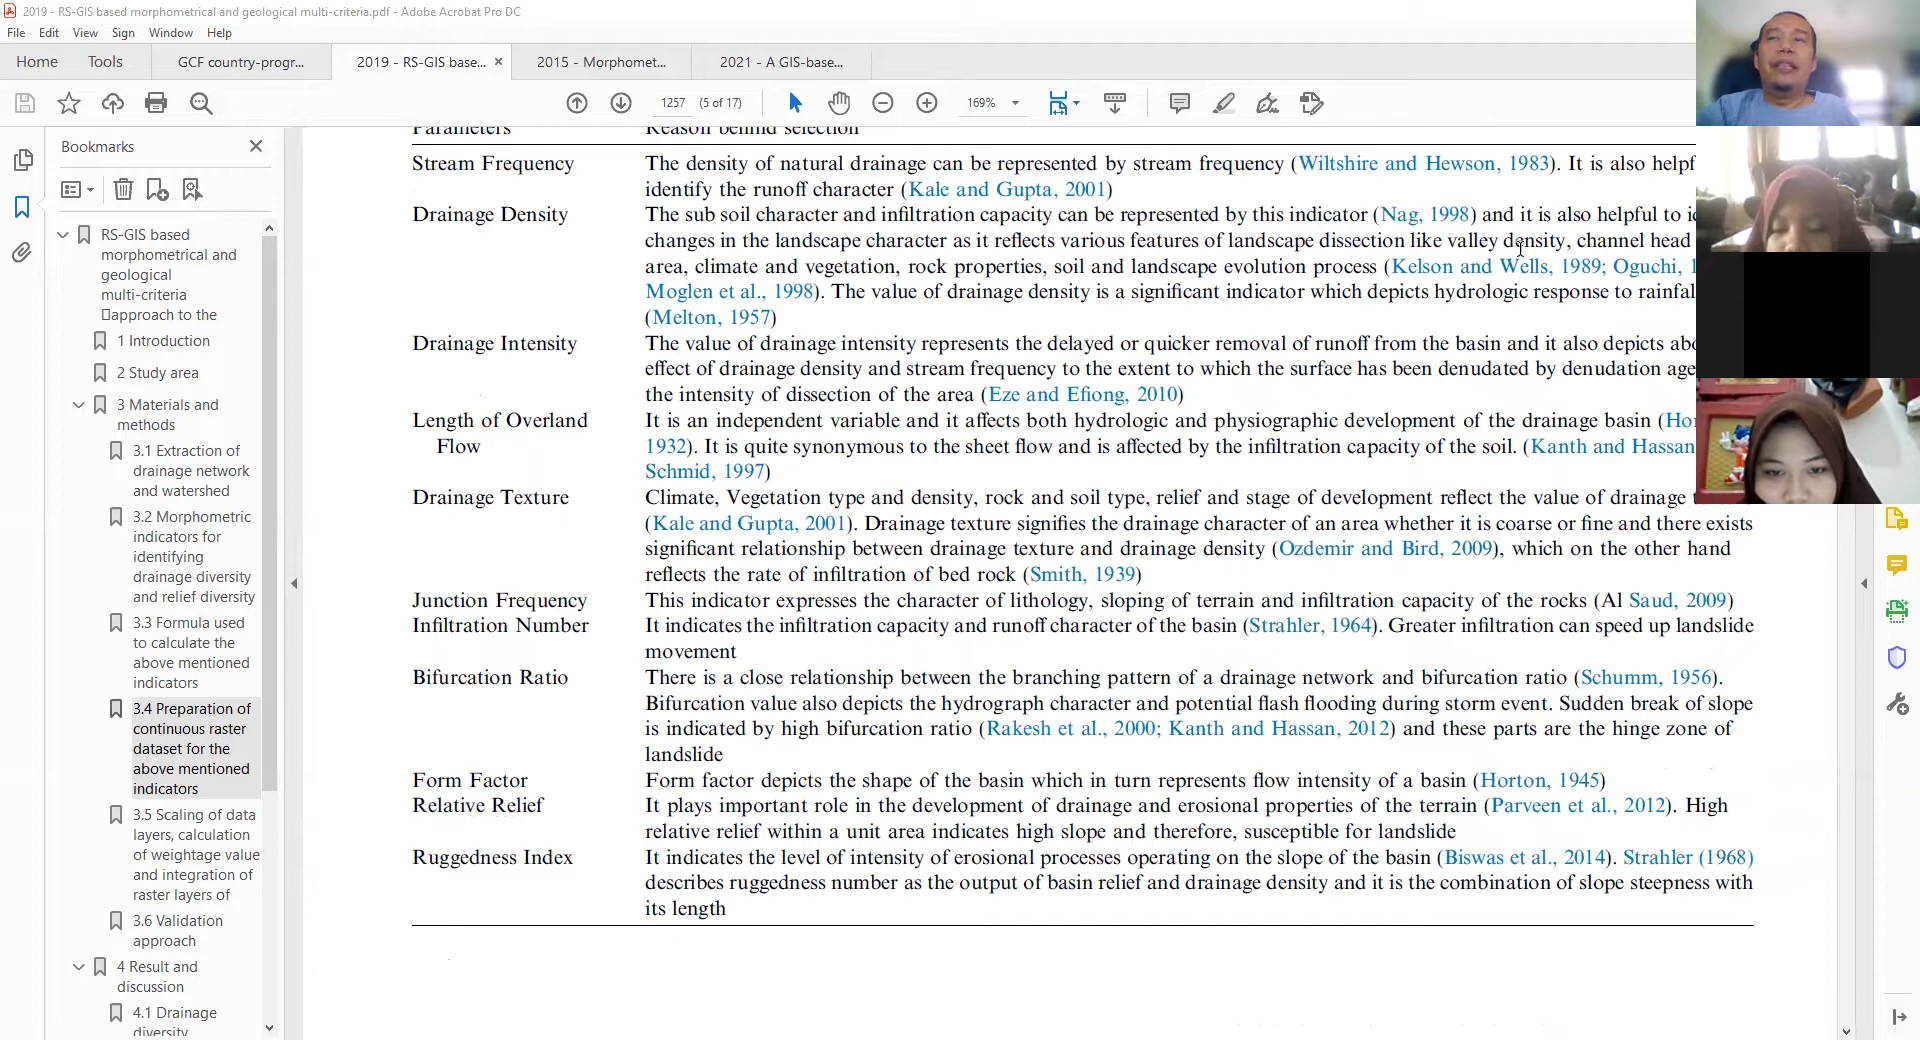 2019 - RS-GIS based morphometrical and geological multi-criteria.pdf - Adobe Acrobat Pro DC
File Edit View Sign Window Help
Home Tools GCF country-progr... 2019 - RS-GIS base... × 2015 - Morphomet... 2021 - A GIS-base...
1257 (5 of 17) 169%
Bookmarks
RS-GIS based
morphometrical and
geological
multi-criteria
approach to the
1 Introduction
2 Study area
3 Materials and
methods
3.1 Extraction of
drainage network
and watershed
3.2 Morphometric
indicators for
identifying
drainage diversity
and relief diversity
3.3 Formula used
to calculate the
above mentioned
indicators
3.4 Preparation of
continuous raster
dataset for the
above mentioned
indicators
3.5 Scaling of data
layers, calculation
of weightage value
and integration of
raster layers of
3.6 Validation
approach
4 Result and
discussion
4.1 Drainage
diversity
Parameters Reason behind selection
Stream Frequency The density of natural drainage can be represented by stream frequency (Wiltshire and Hewson, 1983). It is also helpf
identify the runoff character (Kale and Gupta, 2001)
Drainage Density The sub soil character and infiltration capacity can be represented by this indicator (Nag, 1998) and it is also helpful to
changes in the landscape character as it reflects various features of landscape dissection like valley density, channel head
area, climate and vegetation, rock properties, soil and landscape evolution process (Kelson and Wells, 1989; Oguchi, 1
Moglen et al., 1998). The value of drainage density is a significant indicator which depicts hydrologic response to rainfal
(Melton, 1957)
Drainage Intensity The value of drainage intensity represents the delayed or quicker removal of runoff from the basin and it also depicts abo
effect of drainage density and stream frequency to the extent to which the surface has been denudated by denudation age
the intensity of dissection of the area (Eze and Efiong, 2010)
Length of Overland It is an independent variable and it affects both hydrologic and physiographic development of the drainage basin (Hor
Flow 1932). It is quite synonymous to the sheet flow and is affected by the infiltration capacity of the soil. (Kanth and Hassan
Schmid, 1997)
Drainage Texture Climate, Vegetation type and density, rock and soil type, relief and stage of development reflect the value of drainage
(Kale and Gupta, 2001). Drainage texture signifies the drainage character of an area whether it is coarse or fine and there exists
significant relationship between drainage texture and drainage density (Ozdemir and Bird, 2009), which on the other hand
reflects the rate of infiltration of bed rock (Smith, 1939)
Junction Frequency This indicator expresses the character of lithology, sloping of terrain and infiltration capacity of the rocks (Al Saud, 2009)
Infiltration Number It indicates the infiltration capacity and runoff character of the basin (Strahler, 1964). Greater infiltration can speed up landslide
movement
Bifurcation Ratio There is a close relationship between the branching pattern of a drainage network and bifurcation ratio (Schumm, 1956).
Bifurcation value also depicts the hydrograph character and potential flash flooding during storm event. Sudden break of slope
is indicated by high bifurcation ratio (Rakesh et al., 2000; Kanth and Hassan, 2012) and these parts are the hinge zone of
landslide
Form Factor Form factor depicts the shape of the basin which in turn represents flow intensity of a basin (Horton, 1945)
Relative Relief It plays important role in the development of drainage and erosional properties of the terrain (Parveen et al., 2012). High
relative relief within a unit area indicates high slope and therefore, susceptible for landslide
Ruggedness Index It indicates the level of intensity of erosional processes operating on the slope of the basin (Biswas et al., 2014). Strahler (1968)
describes ruggedness number as the output of basin relief and drainage density and it is the combination of slope steepness with
its length